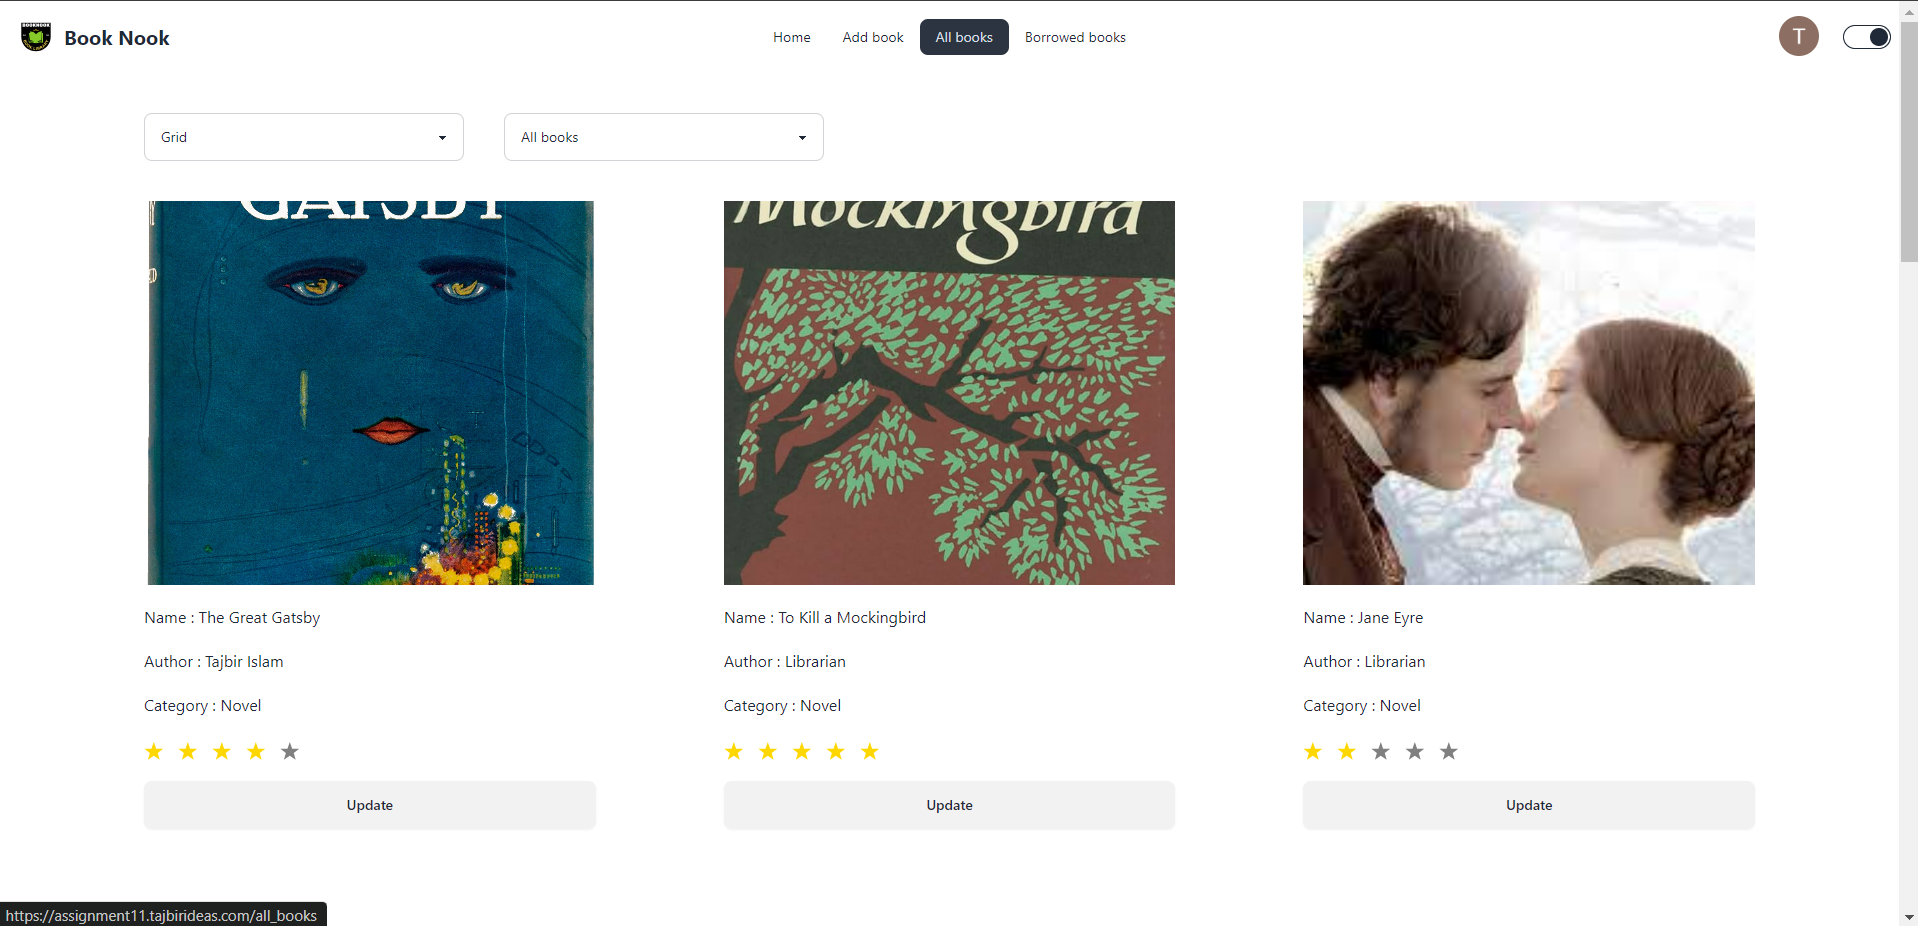 Book Nook
Home
Add book
All books
Borrowed books
T
Grid
All books
GATSBY
Mockingbird
Name : The Great Gatsby
Name : To Kill a Mockingbird
Name : Jane Eyre
Author : Tajbir Islam
Author : Librarian
Author : Librarian
Category : Novel
Category : Novel
Category : Novel
Update
Update
Update
https://assignment11.tajbirideas.com/all_books